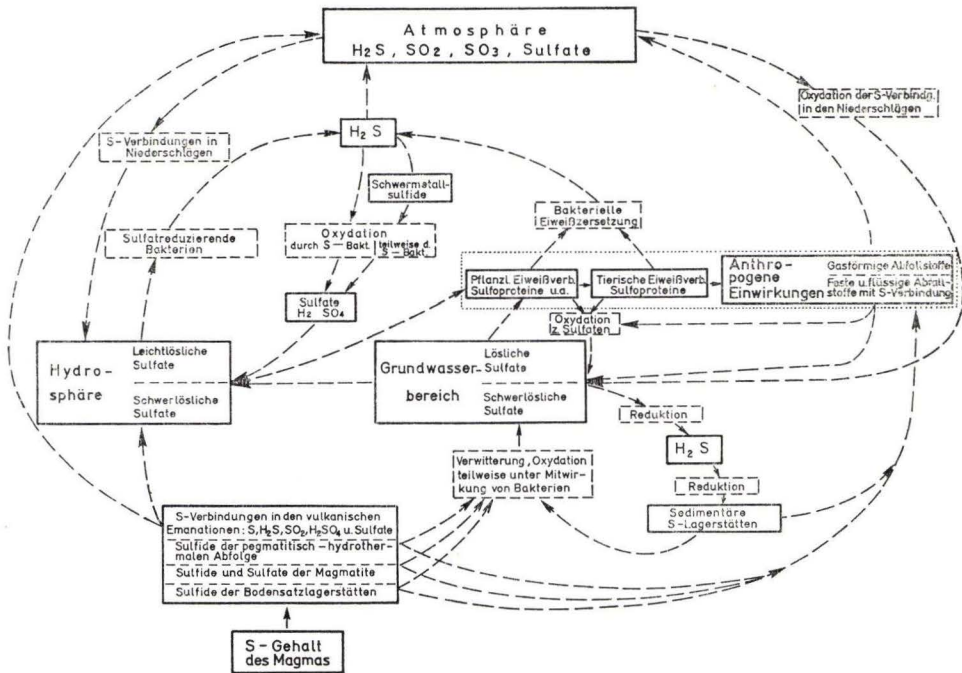 Atmosphäre
H2S, SO2, SO3, Sulfate
Oxydation der S-Verbindn.
in den Niederschlägen
S-Verbindungen in
Niederschlägen
H2S
Schwermetall-
sulfide
Sulfatreduzierende
Bakterien
Oxydation
durch S-Bakt.
teilweise d.
S-Bakt.
Bakterielle
Eiweißzersetzung
Pflanzl. Eiweißverb.
Sulfoproteine u.a.
Tierische Eiweißverb.
Sulfoproteine
Anthro-
pogene
Einwirkungen
Gasförmige Abfallstoffe
Feste u. flüssige Abfall-
stoffe mit S-Verbindung
Sulfate
H2 SO4
Oxydation
z. Sulfaten
Hydro-
sphäre
Leichtlösliche
Sulfate
Schwerlösliche
Sulfate
Grundwasser-
bereich
Lösliche
Sulfate
Schwerlösliche
Sulfate
Reduktion
H2 S
Reduktion
Sedimentäre
S-Lagerstätten
Verwitterung, Oxydation
teilweise unter Mitwir-
kung von Bakterien
S-Verbindungen in den vulkanischen
Emanationen: S, H2S, SO2, H2SO4 u. Sulfate
Sulfide der pegmatitisch-hydrother-
malen Abfolge
Sulfide und Sulfate der Magmatite
Sulfide der Bodensatzlagerstätten
S-Gehalt
des Magmas